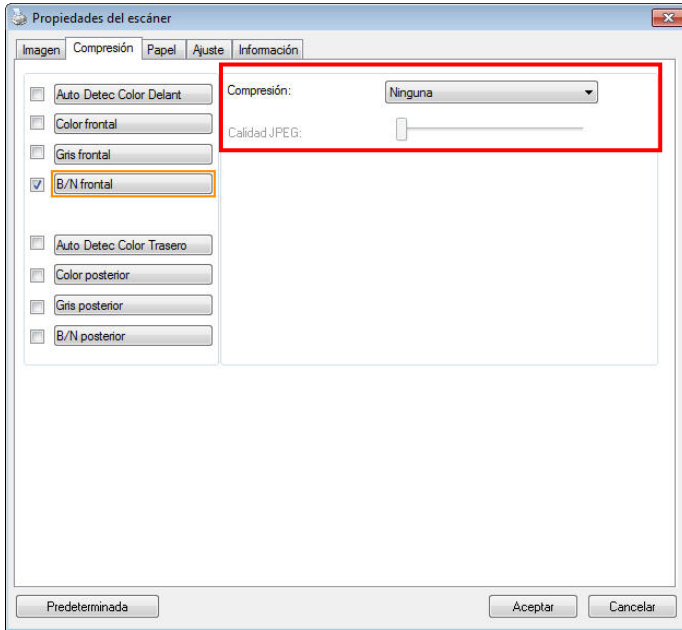 Propiedades del escáner
Imagen Compresión Papel Ajuste Información
Auto Detec Color Delant
Compresión: Ninguna
Color frontal
Calidad JPEG:
Gris frontal
B/N frontal
Auto Detec Color Trasero
Color posterior
Gris posterior
B/N posterior
Predeterminada Aceptar Cancelar